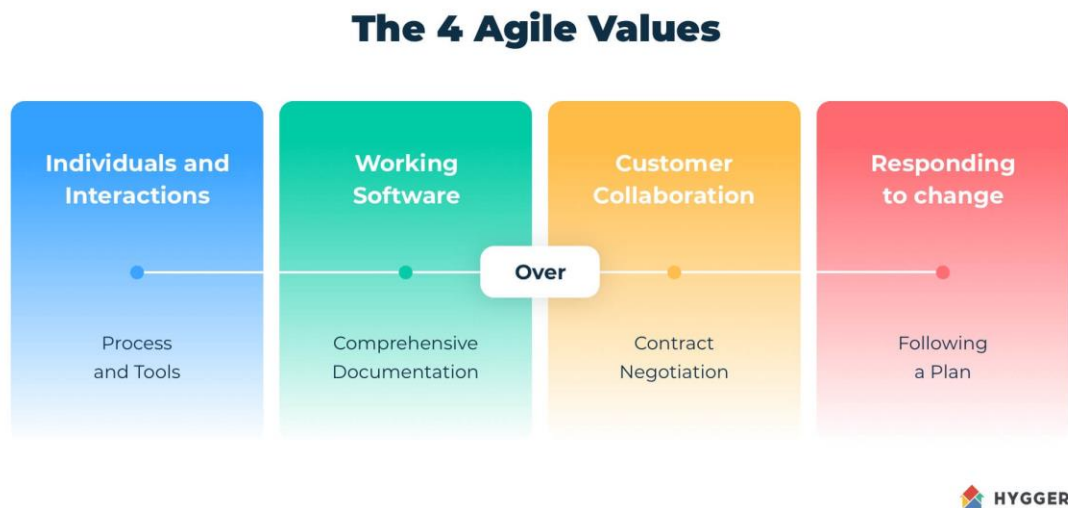 The 4 Agile Values
Individuals and
Interactions
Working
Software
Customer
Collaboration
Responding
to change
Over
Process
and Tools
Comprehensive
Documentation
Contract
Negotiation
Following
a Plan
HYGGER